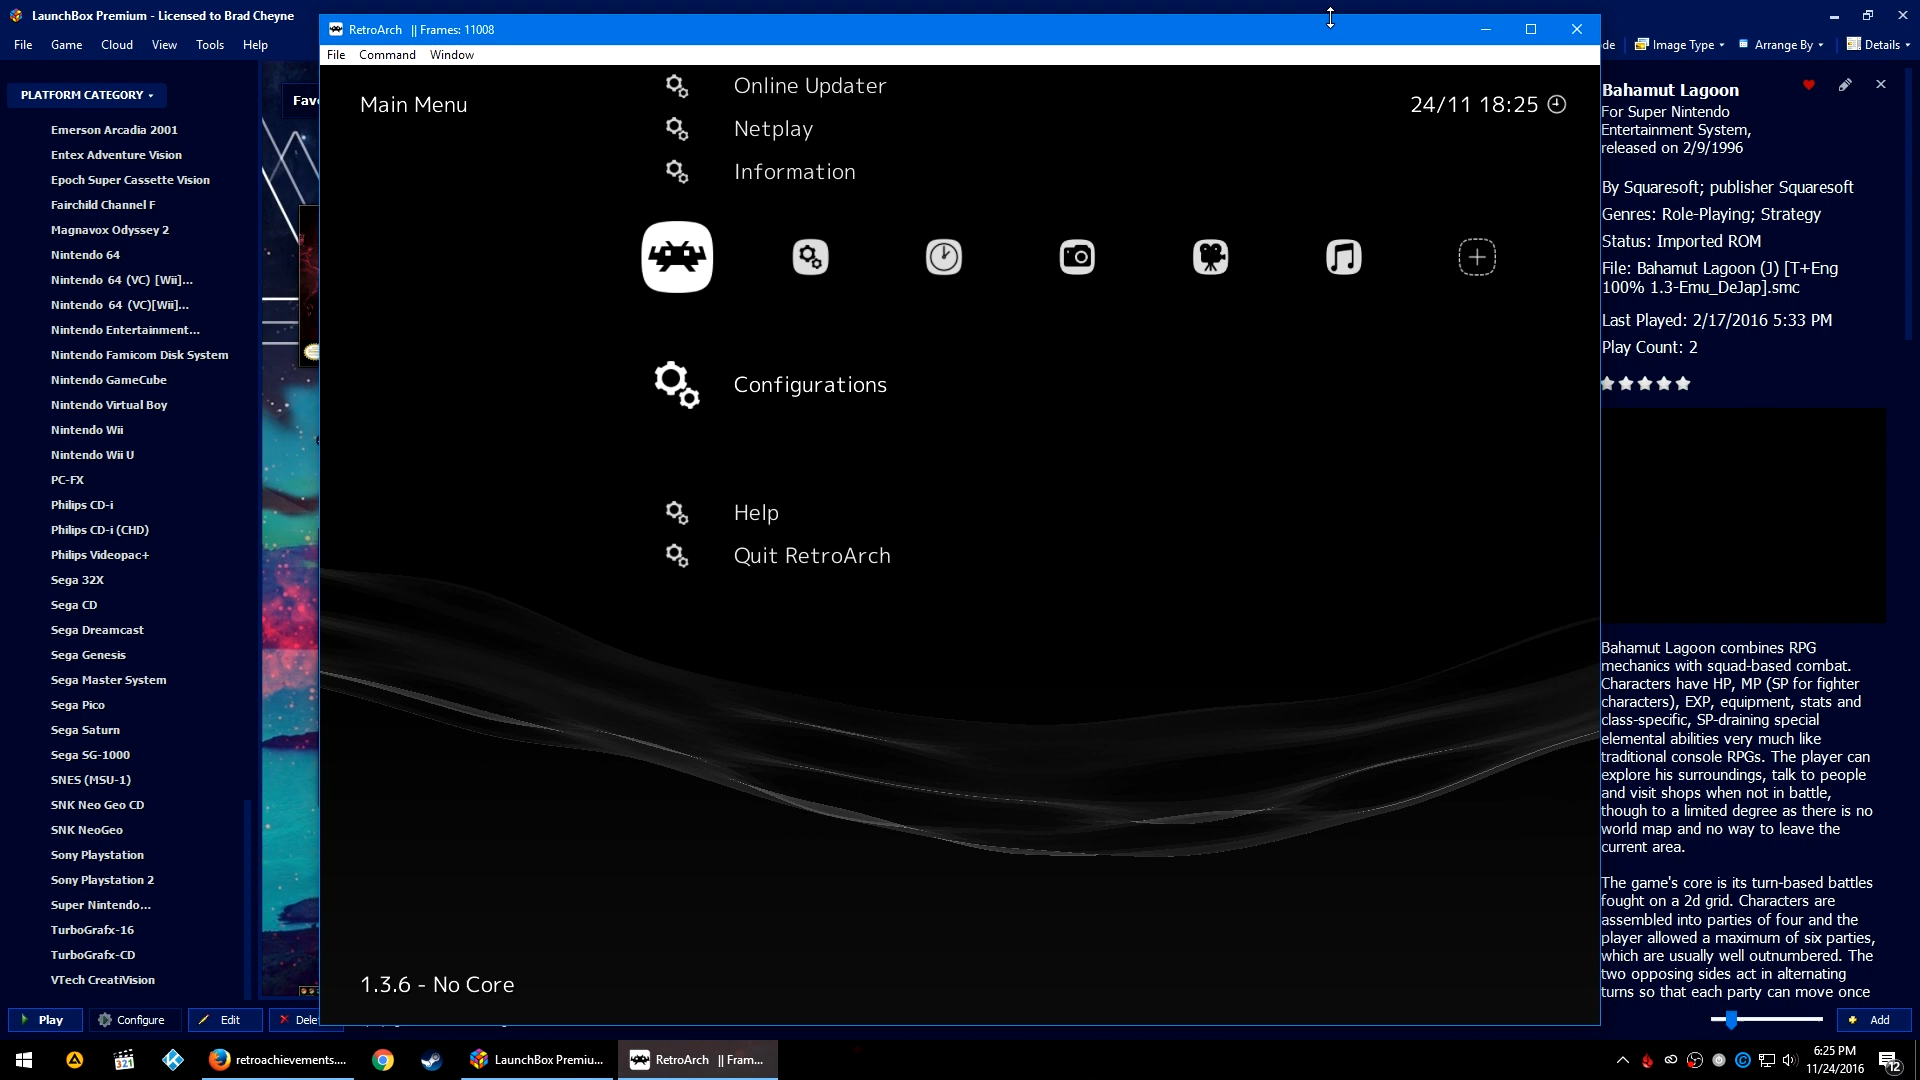 LaunchBox Premium - Licensed to Brad Cheyne
File Game Cloud View Tools Help
de Image Type Arrange By Details
PLATFORM CATEGORY
Emerson Arcadia 2001
Entex Adventure Vision
Epoch Super Cassette Vision
Fairchild Channel F
Magnavox Odyssey 2
Nintendo 64
Nintendo 64 (VC) [Wii]...
Nintendo 64 (VC)[Wii]...
Nintendo Entertainment...
Nintendo Famicom Disk System
Nintendo GameCube
Nintendo Virtual Boy
Nintendo Wii
Nintendo Wii U
PC-FX
Philips CD-i
Philips CD-i (CHD)
Philips Videopac+
Sega 32X
Sega CD
Sega Dreamcast
Sega Genesis
Sega Master System
Sega Pico
Sega Saturn
Sega SG-1000
SNES (MSU-1)
SNK Neo Geo CD
SNK NeoGeo
Sony Playstation
Sony Playstation 2
Super Nintendo...
TurboGrafx-16
TurboGrafx-CD
VTech CreatiVision
Fav
RetroArch || Frames: 11008
File Command Window
Main Menu
24/11 18:25
Online Updater
Netplay
Information
Configurations
Help
Quit RetroArch
1.3.6 - No Core
Bahamut Lagoon
For Super Nintendo
Entertainment System,
released on 2/9/1996
By Squaresoft; publisher Squaresoft
Genres: Role-Playing; Strategy
Status: Imported ROM
File: Bahamut Lagoon (J) [T+Eng
100% 1.3-Emu_DeJap].smc
Last Played: 2/17/2016 5:33 PM
Play Count: 2
Bahamut Lagoon combines RPG
mechanics with squad-based combat.
Characters have HP, MP (SP for fighter
characters), EXP, equipment, stats and
class-specific, SP-draining special
elemental abilities very much like
traditional console RPGs. The player can
explore his surroundings, talk to people
and visit shops when not in battle,
though to a limited degree as there is no
world map and no way to leave the
current area.
The game's core is its turn-based battles
fought on a 2d grid. Characters are
assembled into parties of four and the
player allowed a maximum of six parties,
which are usually well outnumbered. The
two opposing sides act in alternating
turns so that each party can move once
Play Configure Edit Dele
Add
321
retroachievements....
LaunchBox Premiu...
RetroArch || Fram...
6:25 PM
11/24/2016
12